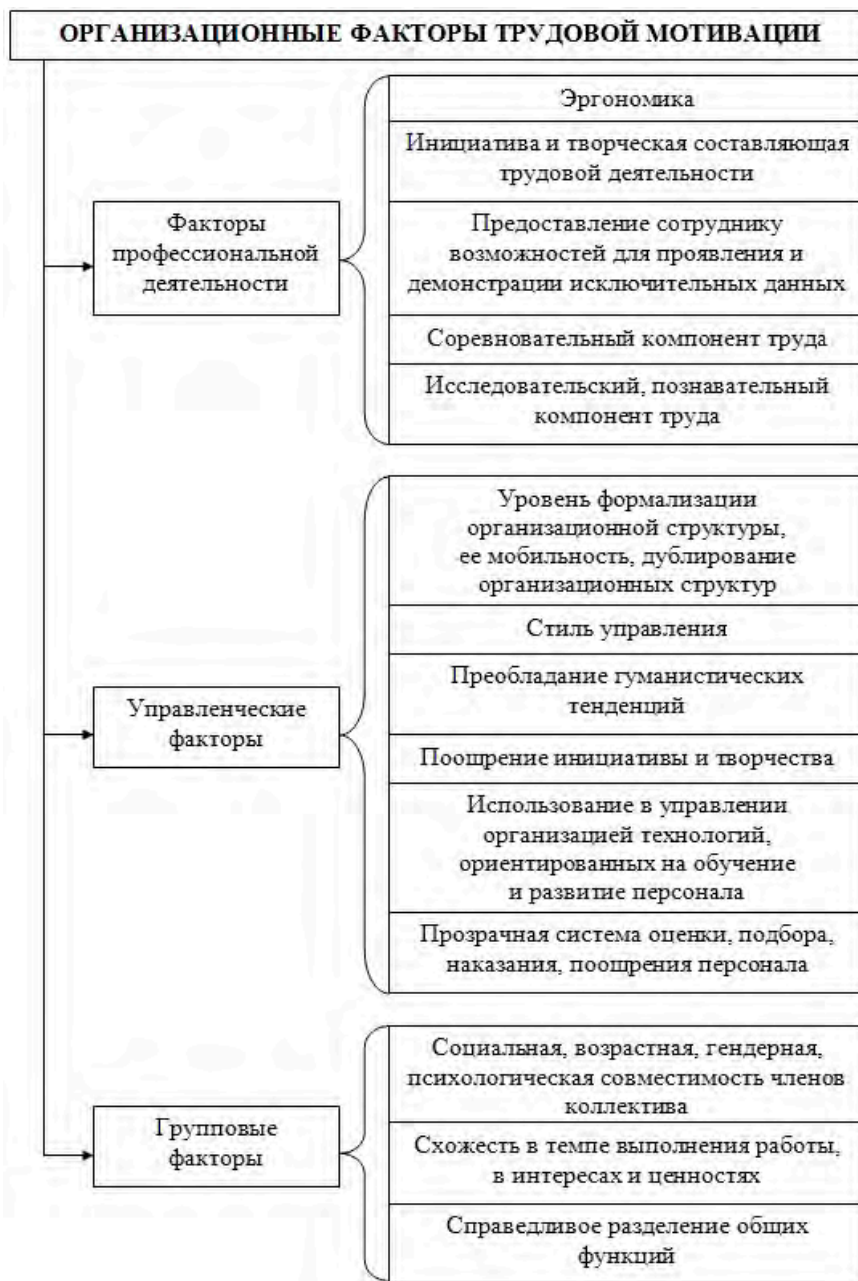 ОРГАНИЗАЦИОННЫЕ ФАКТОРЫ ТРУДОВОЙ МОТИВАЦИИ
Факторы
профессиональной
деятельности
Эргономика
Инициатива и творческая составляющая
трудовой деятельности
Предоставление сотруднику
возможностей для проявления и
демонстрации исключительных данных
Соревновательный компонент труда
Исследовательский, познавательный
компонент труда
Управленческие
факторы
Уровень формализации
организационной структуры,
ее мобильность, дублирование
организационных структур
Стиль управления
Преобладание гуманистических
тенденций
Поощрение инициативы и творчества
Использование в управлении
организацией технологий,
ориентированных на обучение
и развитие персонала
Прозрачная система оценки, подбора,
наказания, поощрения персонала
Групповые
факторы
Социальная, возрастная, гендерная,
психологическая совместимость членов
коллектива
Схожесть в темпе выполнения работы,
в интересах и ценностях
Справедливое разделение общих
функций